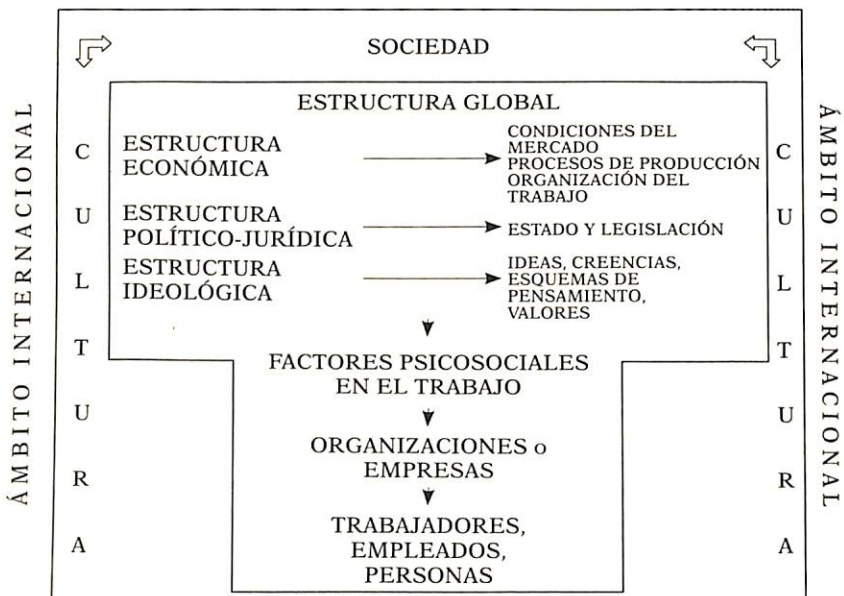 SOCIEDAD
ÁMBITO INTERNACIONAL
CULTURA
ESTRUCTURA GLOBAL
ESTRUCTURA
ECONÓMICA
CONDICIONES DEL
MERCADO
PROCESOS DE PRODUCCIÓN
ORGANIZACIÓN DEL
TRABAJO
ESTRUCTURA
POLÍTICO-JURÍDICA
ESTADO Y LEGISLACIÓN
ESTRUCTURA
IDEOLÓGICA
IDEAS, CREENCIAS,
ESQUEMAS DE
PENSAMIENTO,
VALORES
FACTORES PSICOSOCIALES
EN EL TRABAJO
ORGANIZACIONES o
EMPRESAS
TRABAJADORES,
EMPLEADOS,
PERSONAS
CULTURA
ÁMBITO INTERNACIONAL